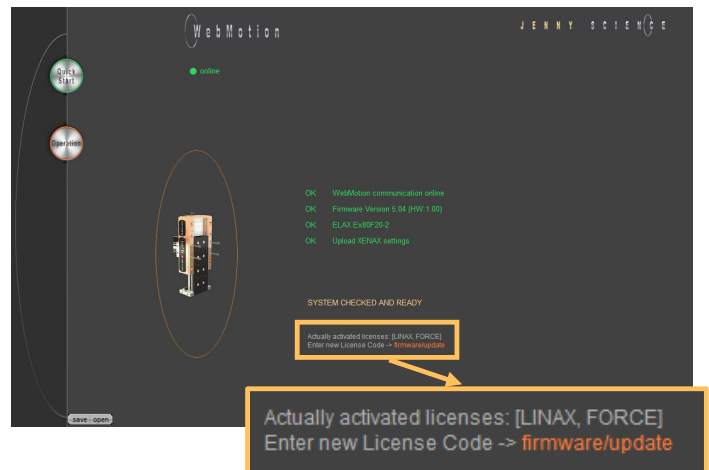 WebMotion
JENNY SCIENCE
online
Quick
Start
Operation
OK WebMotion communication online
OK Firmware Version 5.04 (HW:1.00)
OK ELAX Ex80F20-2
OK Upload XENAX settings
SYSTEM CHECKED AND READY
Actually activated licenses: [LINAX, FORCE]
Enter new License Code -> firmware/update
save open
Actually activated licenses: [LINAX, FORCE]
Enter new License Code -> firmware/update